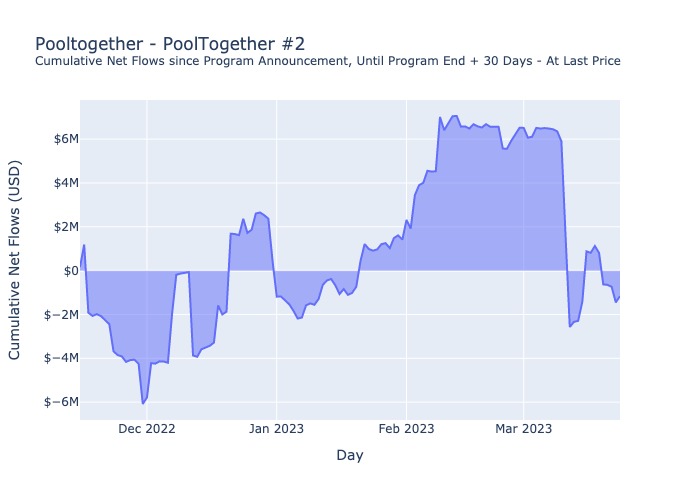 Pooltogether - PoolTogether #2
Cumulative Net Flows since Program Announcement, Until Program End + 30 Days - At Last Price
Cumulative Net Flows (USD)
$6M
$4M
$2M
$0
$−2M
$−4M
$−6M
Dec 2022
Jan 2023
Feb 2023
Mar 2023
Day